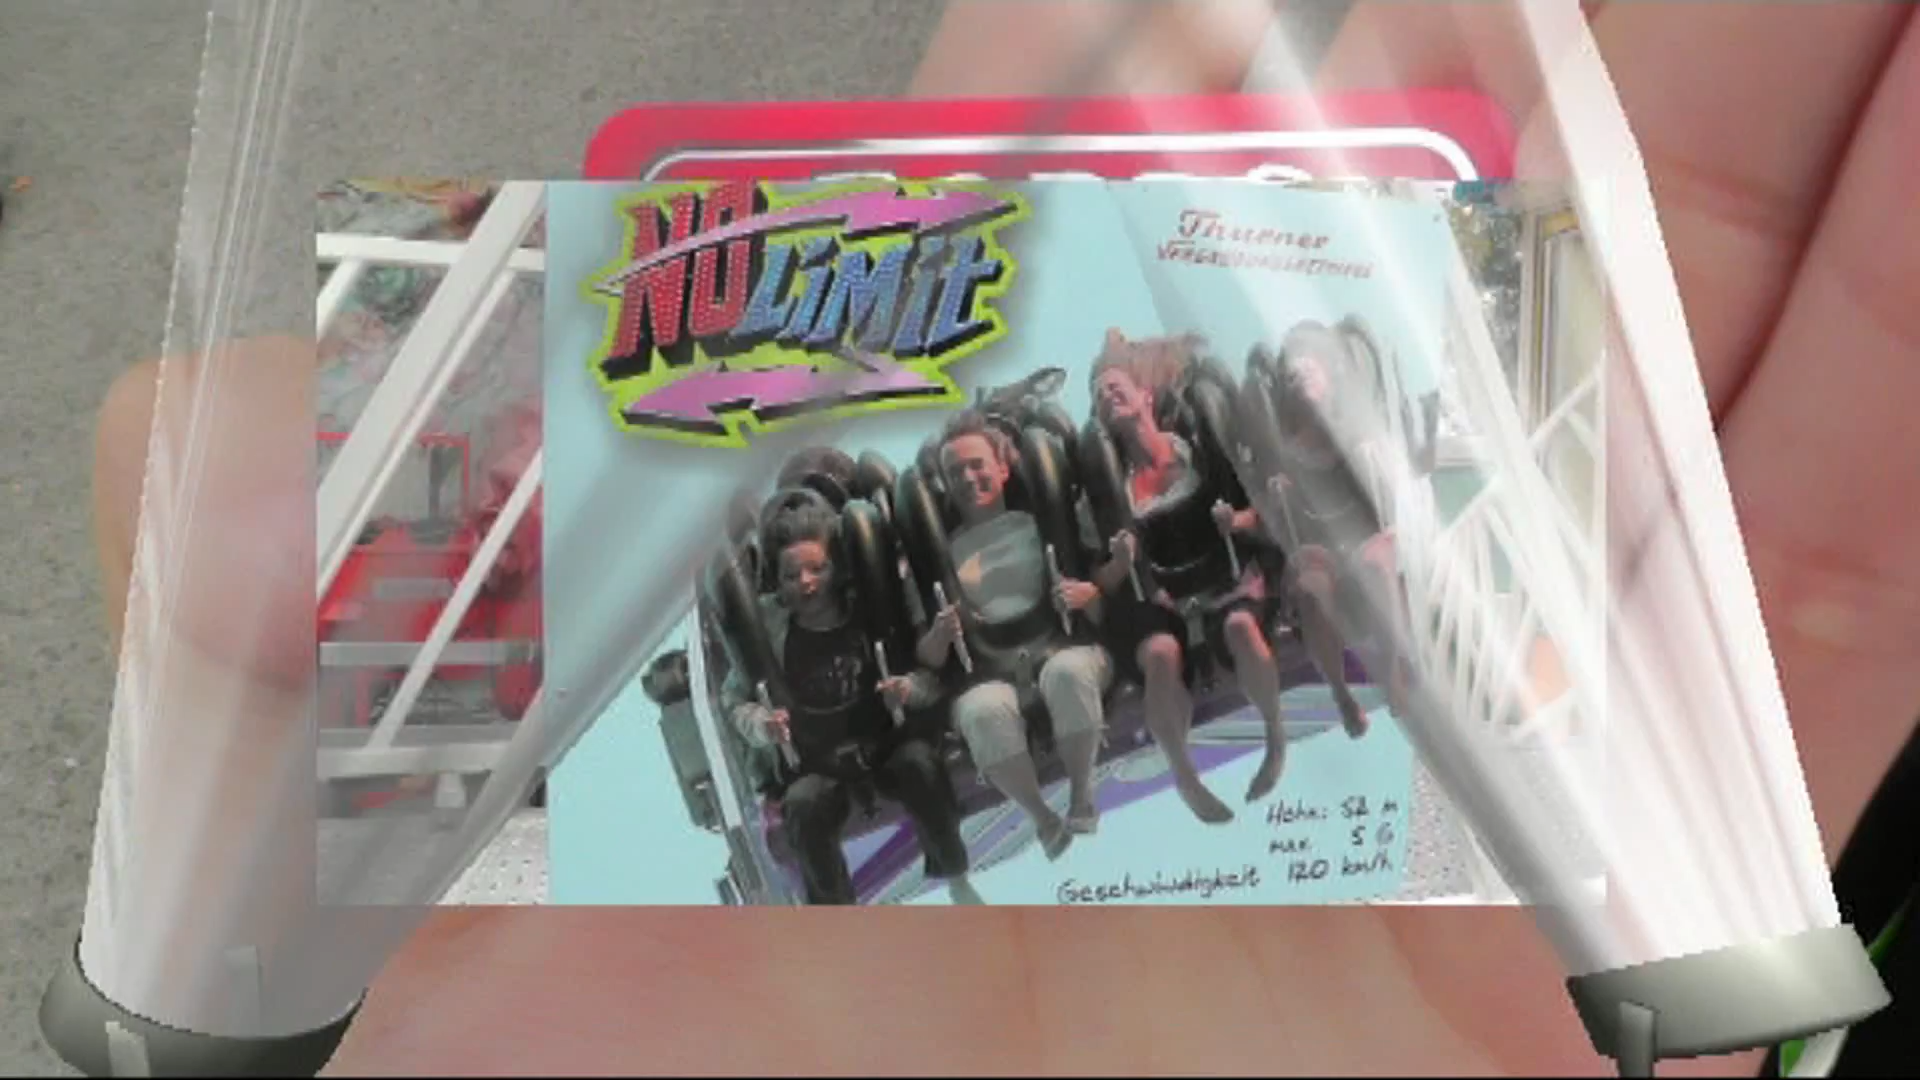 NO
LiMit
Thurner
Höhe: 52 m
max. 5 G
Geschwindigkeit 120 km/h